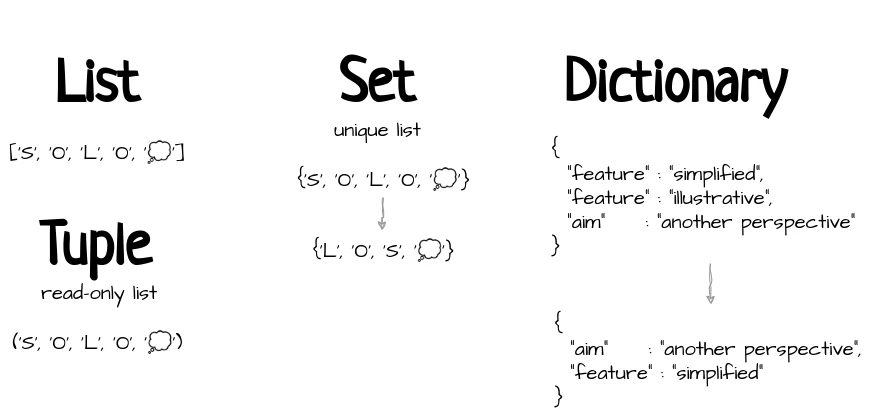 List
['S', 'O', 'L', 'O', '💭']
Tuple
read-only list
('S', 'O', 'L', 'O', '💭')
Set
unique list
{'S', 'O', 'L', 'O', '💭'}
{'L', 'O', 'S', '💭'}
Dictionary
{
"feature" : "simplified",
"feature" : "illustrative",
"aim" : "another perspective"
}
{
"aim" : "another perspective",
"feature" : "simplified"
}